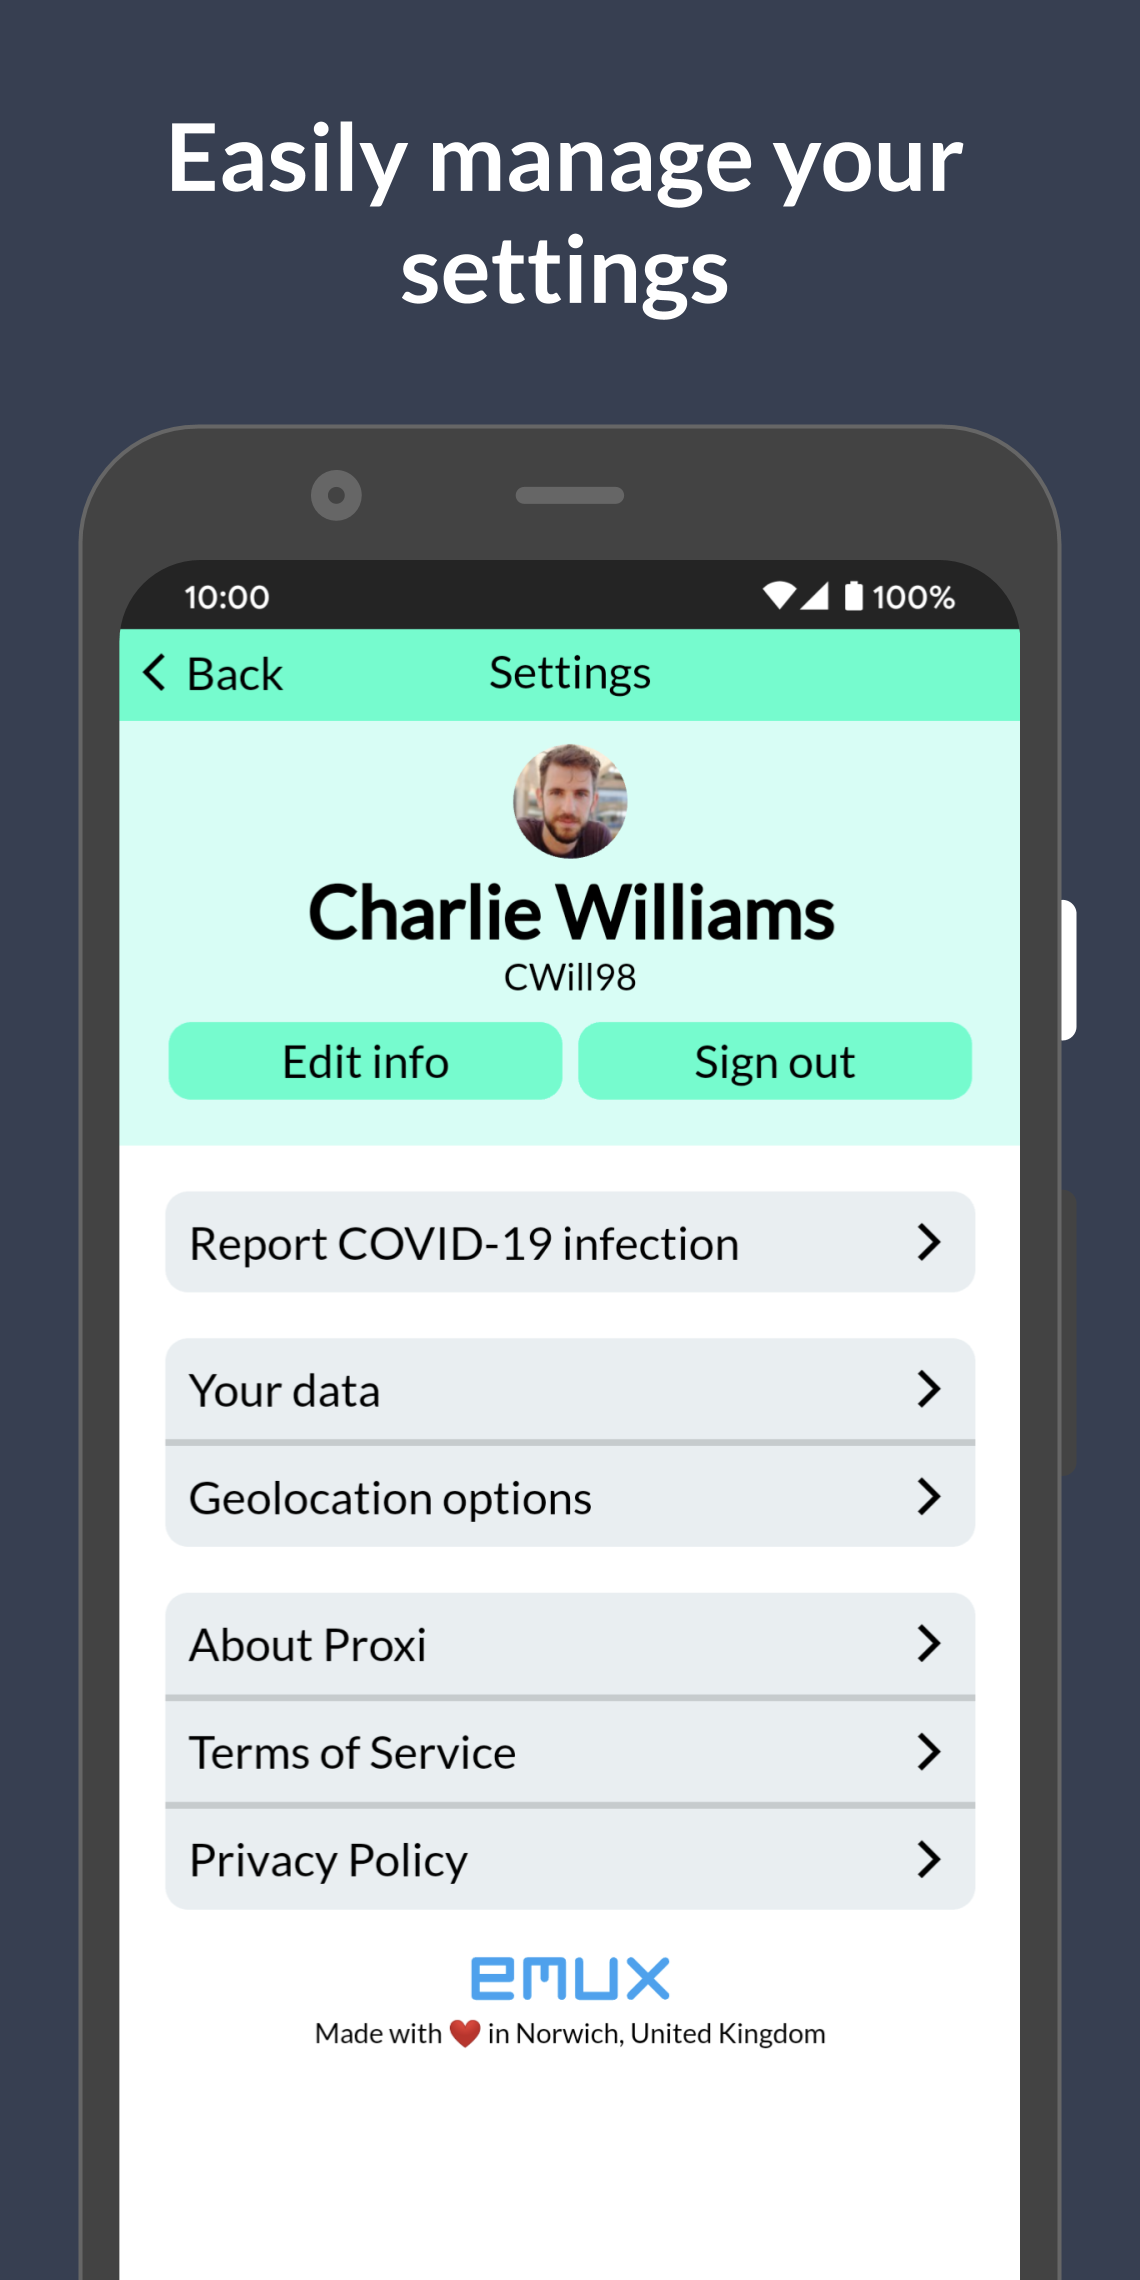 Easily manage your
settings
10:00 100%
Back Settings
Charlie Williams
CWill98
Edit info Sign out
Report COVID-19 infection
Your data
Geolocation options
About Proxi
Terms of Service
Privacy Policy
emux
Made with ❤️ in Norwich, United Kingdom